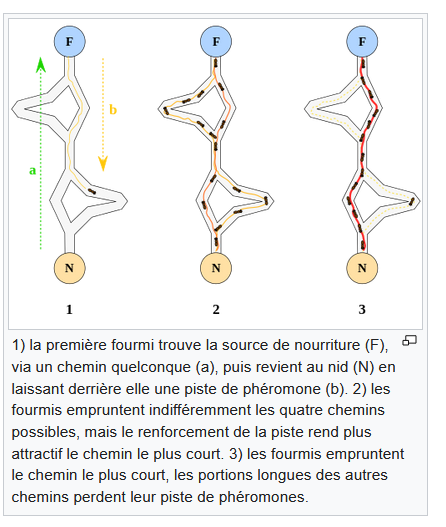 F
F
F
b
a
N
N
N
1
2
3
1) la première fourmi trouve la source de nourriture (F),
via un chemin quelconque (a), puis revient au nid (N) en
laissant derrière elle une piste de phéromone (b). 2) les
fourmis empruntent indifféremment les quatre chemins
possibles, mais le renforcement de la piste rend plus
attractif le chemin le plus court. 3) les fourmis empruntent
le chemin le plus court, les portions longues des autres
chemins perdent leur piste de phéromones.